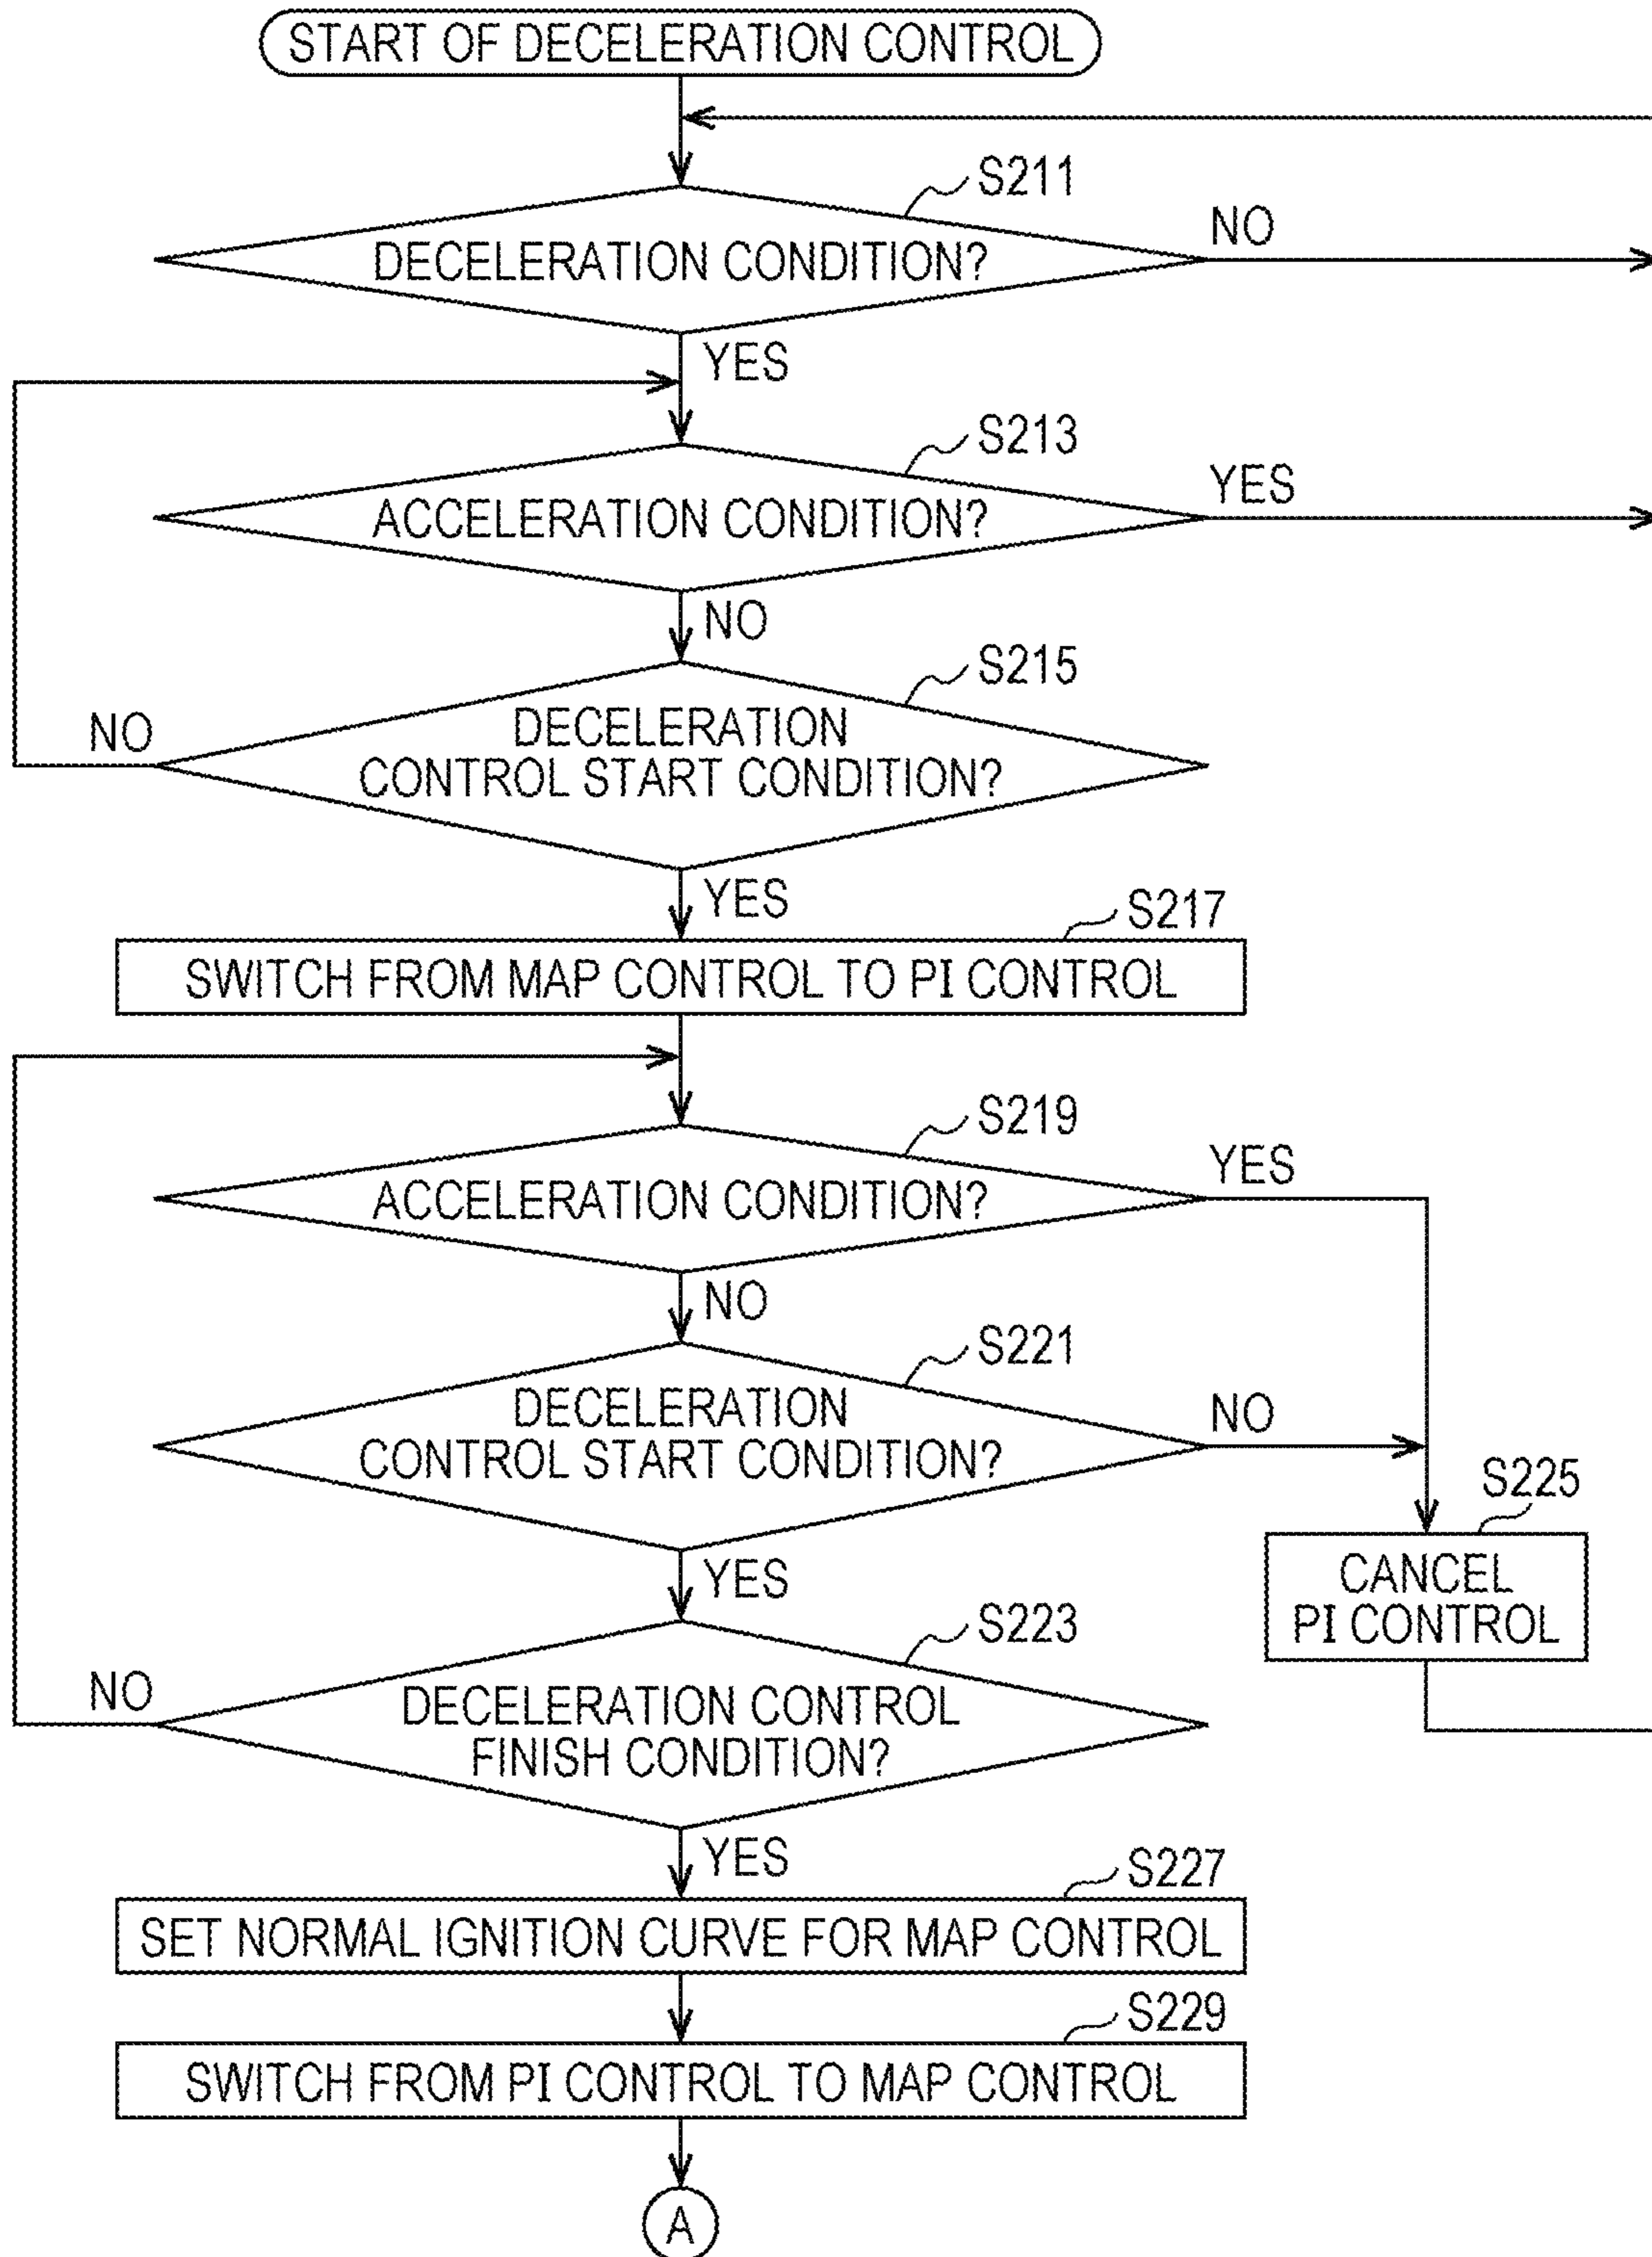 START OF DECELERATION CONTROL
S211
DECELERATION CONDITION?
NO
YES
S213
ACCELERATION CONDITION?
YES
NO
S215
DECELERATION
CONTROL START CONDITION?
NO
YES
S217
SWITCH FROM MAP CONTROL TO PI CONTROL
S219
ACCELERATION CONDITION?
YES
NO
S221
DECELERATION
CONTROL START CONDITION?
NO
YES
S225
CANCEL
PI CONTROL
S223
DECELERATION CONTROL
FINISH CONDITION?
NO
YES
S227
SET NORMAL IGNITION CURVE FOR MAP CONTROL
S229
SWITCH FROM PI CONTROL TO MAP CONTROL
A